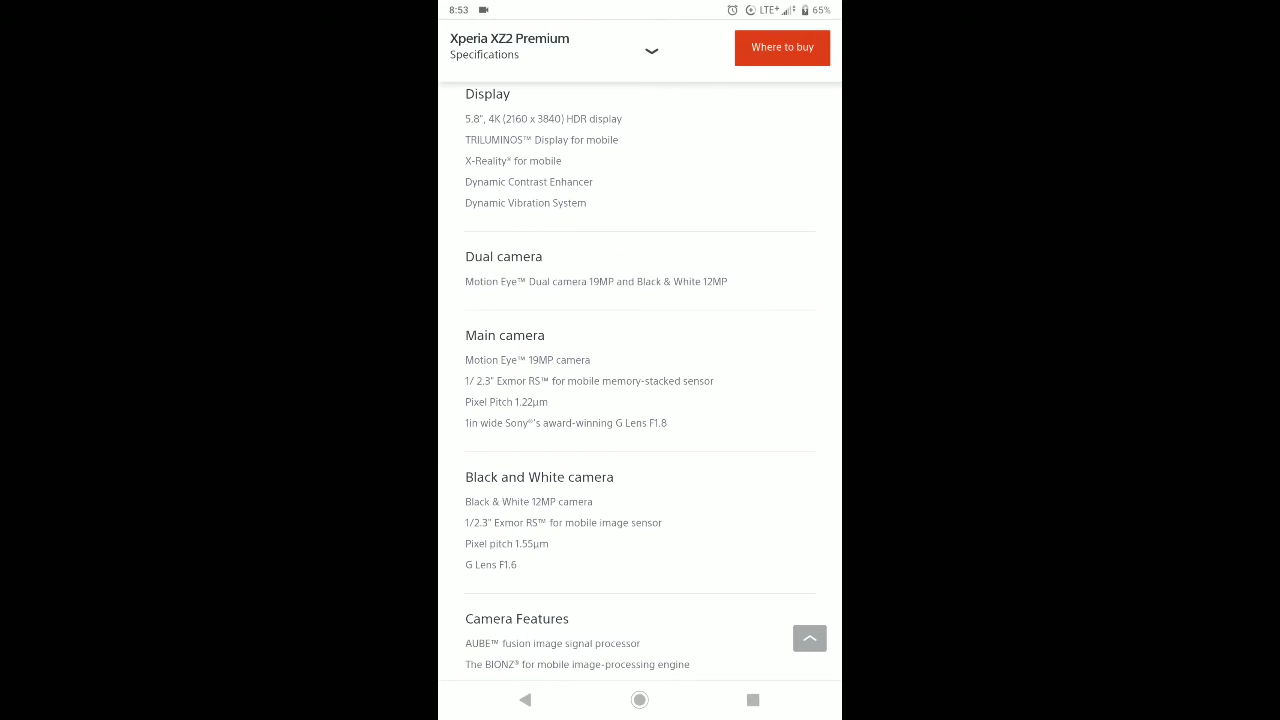 8:53 LTE+ 65%
Xperia XZ2 Premium
Specifications
Where to buy
Display
5.8", 4K (2160 x 3840) HDR display
TRILUMINOS™ Display for mobile
X-Reality® for mobile
Dynamic Contrast Enhancer
Dynamic Vibration System
Dual camera
Motion Eye™ Dual camera 19MP and Black & White 12MP
Main camera
Motion Eye™ 19MP camera
1/ 2.3" Exmor RS™ for mobile memory-stacked sensor
Pixel Pitch 1.22µm
1in wide Sony®'s award-winning G Lens F1.8
Black and White camera
Black & White 12MP camera
1/2.3" Exmor RS™ for mobile image sensor
Pixel pitch 1.55µm
G Lens F1.6
Camera Features
AUBE™ fusion image signal processor
The BIONZ® for mobile image-processing engine